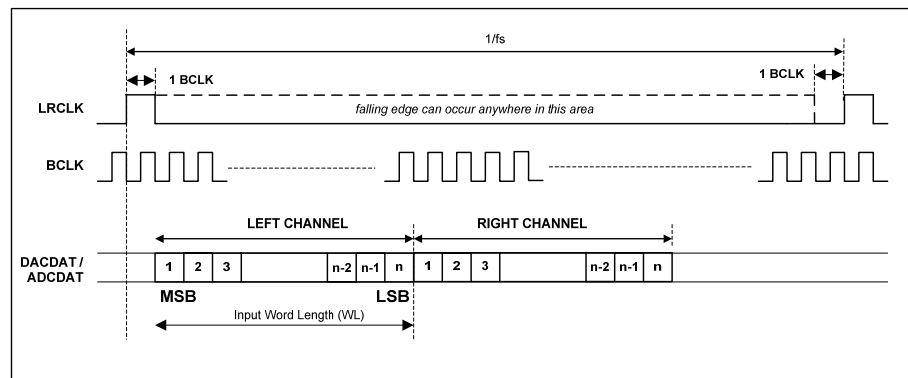 1/fs
1 BCLK
1 BCLK
LRCLK
falling edge can occur anywhere in this area
BCLK
LEFT CHANNEL
RIGHT CHANNEL
DACDAT /
ADCDAT
1 2 3 n-2 n-1 n 1 2 3 n-2 n-1 n
MSB LSB
Input Word Length (WL)